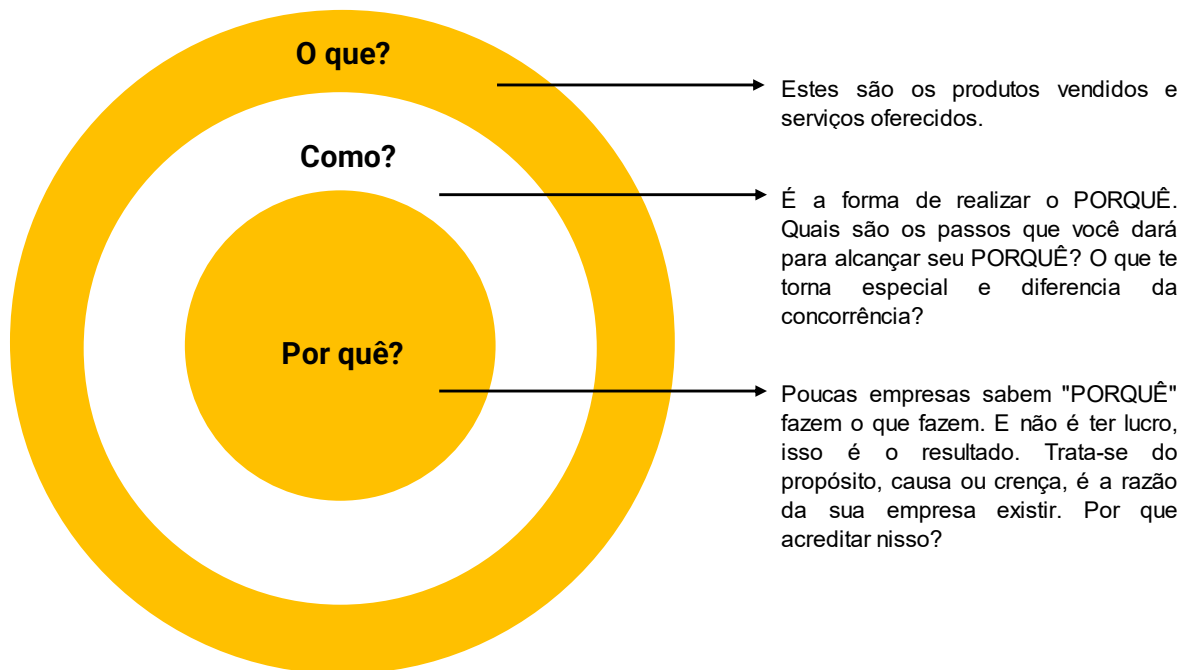 O que?
Estes são os produtos vendidos e
serviços oferecidos.
Como?
É a forma de realizar o PORQUÊ.
Quais são os passos que você dará
para alcançar seu PORQUÊ? O que te
torna especial e diferencia da
concorrência?
Por quê?
Poucas empresas sabem "PORQUÊ"
fazem o que fazem. E não é ter lucro,
isso é o resultado. Trata-se do
propósito, causa ou crença, é a razão
da sua empresa existir. Por que
acreditar nisso?